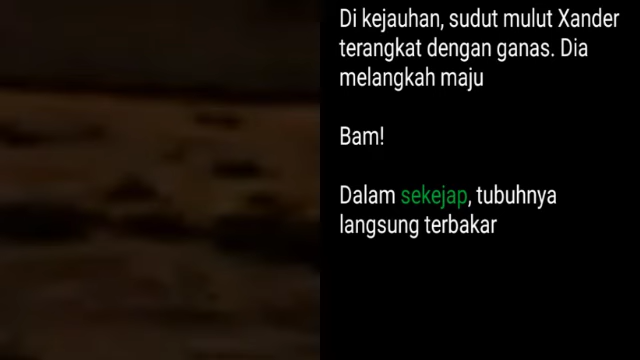 Di kejauhan, sudut mulut Xander
terangkat dengan ganas. Dia
melangkah maju
Bam!
Dalam sekejap, tubuhnya
langsung terbakar